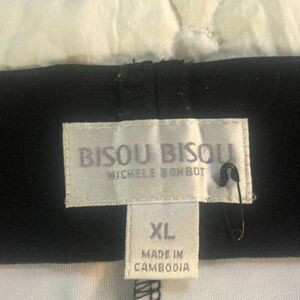 BISOU BISOU
MICHELE BOHBOT
XL
MADE IN
CAMBODIA